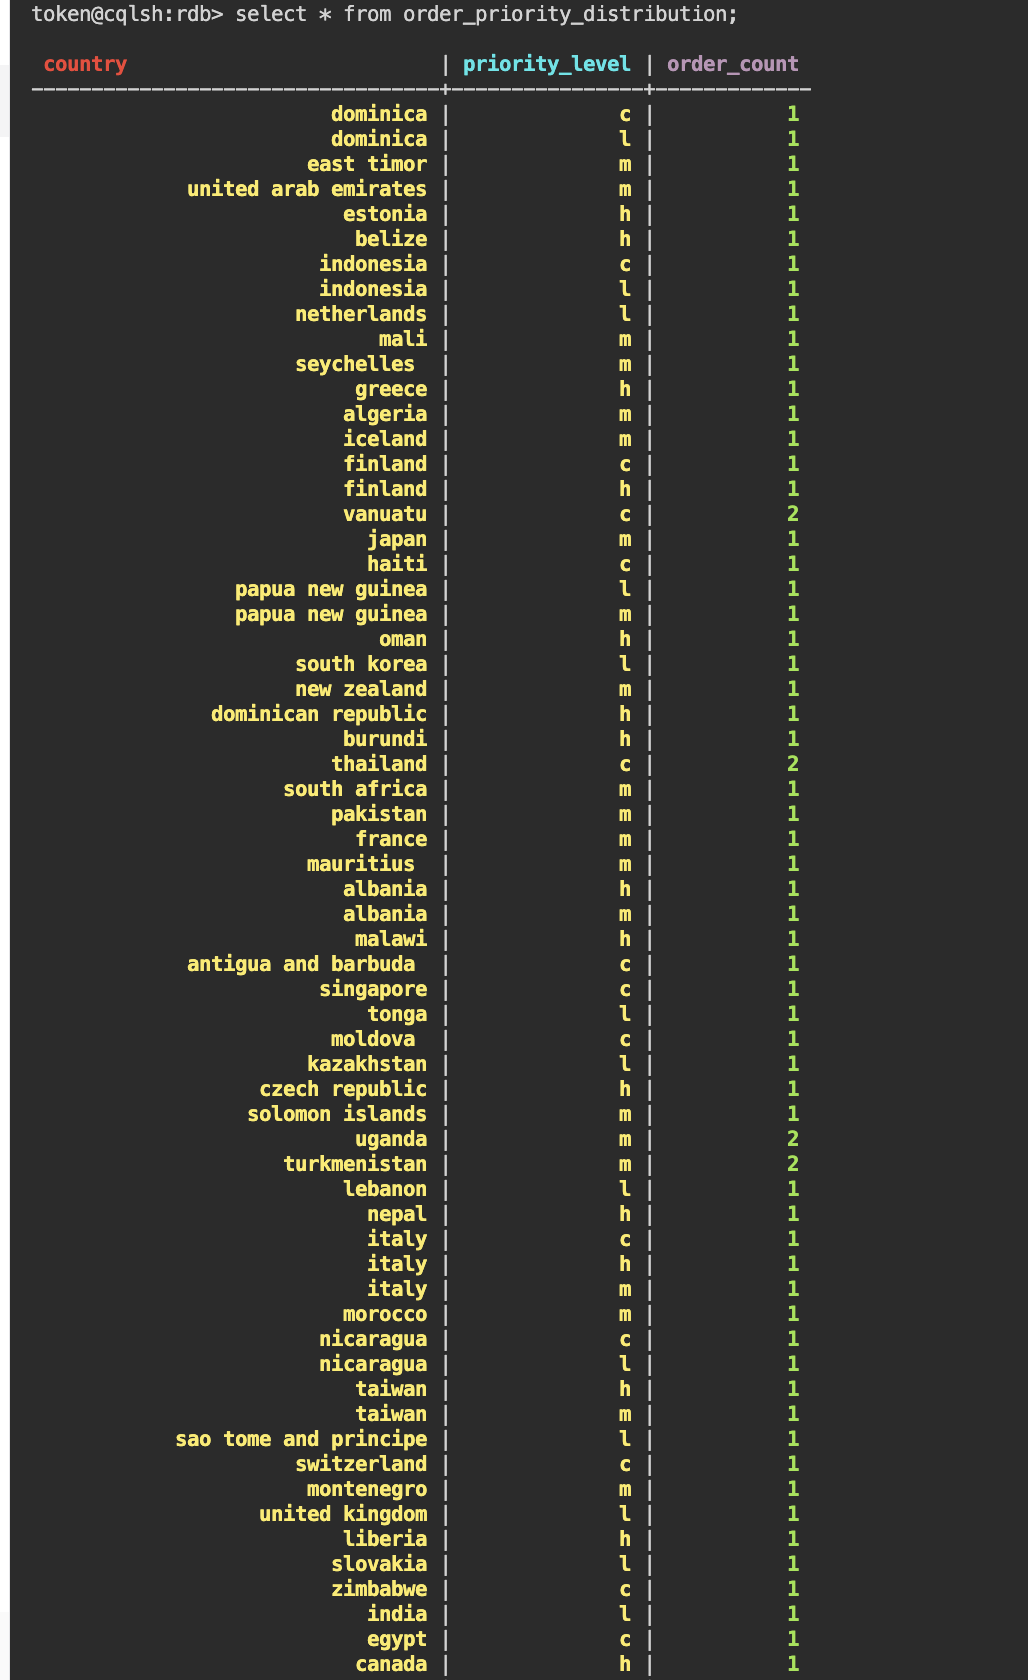 token@cqlsh:rdb> select * from order_priority_distribution;
country | priority_level | order_count
---------------------------------+----------------+-------------
dominica | c | 1
dominica | l | 1
east timor | m | 1
united arab emirates | m | 1
estonia | h | 1
belize | h | 1
indonesia | c | 1
indonesia | l | 1
netherlands | l | 1
mali | m | 1
seychelles | m | 1
greece | h | 1
algeria | m | 1
iceland | m | 1
finland | c | 1
finland | h | 1
vanuatu | c | 2
japan | m | 1
haiti | c | 1
papua new guinea | l | 1
papua new guinea | m | 1
oman | h | 1
south korea | l | 1
new zealand | m | 1
dominican republic | h | 1
burundi | h | 1
thailand | c | 2
south africa | m | 1
pakistan | m | 1
france | m | 1
mauritius | m | 1
albania | h | 1
albania | m | 1
malawi | h | 1
antigua and barbuda | c | 1
singapore | c | 1
tonga | l | 1
moldova | c | 1
kazakhstan | l | 1
czech republic | h | 1
solomon islands | m | 1
uganda | m | 2
turkmenistan | m | 2
lebanon | l | 1
nepal | h | 1
italy | c | 1
italy | h | 1
italy | m | 1
morocco | m | 1
nicaragua | c | 1
nicaragua | l | 1
taiwan | h | 1
taiwan | m | 1
sao tome and principe | l | 1
switzerland | c | 1
montenegro | m | 1
united kingdom | l | 1
liberia | h | 1
slovakia | l | 1
zimbabwe | c | 1
india | l | 1
egypt | c | 1
canada | h | 1